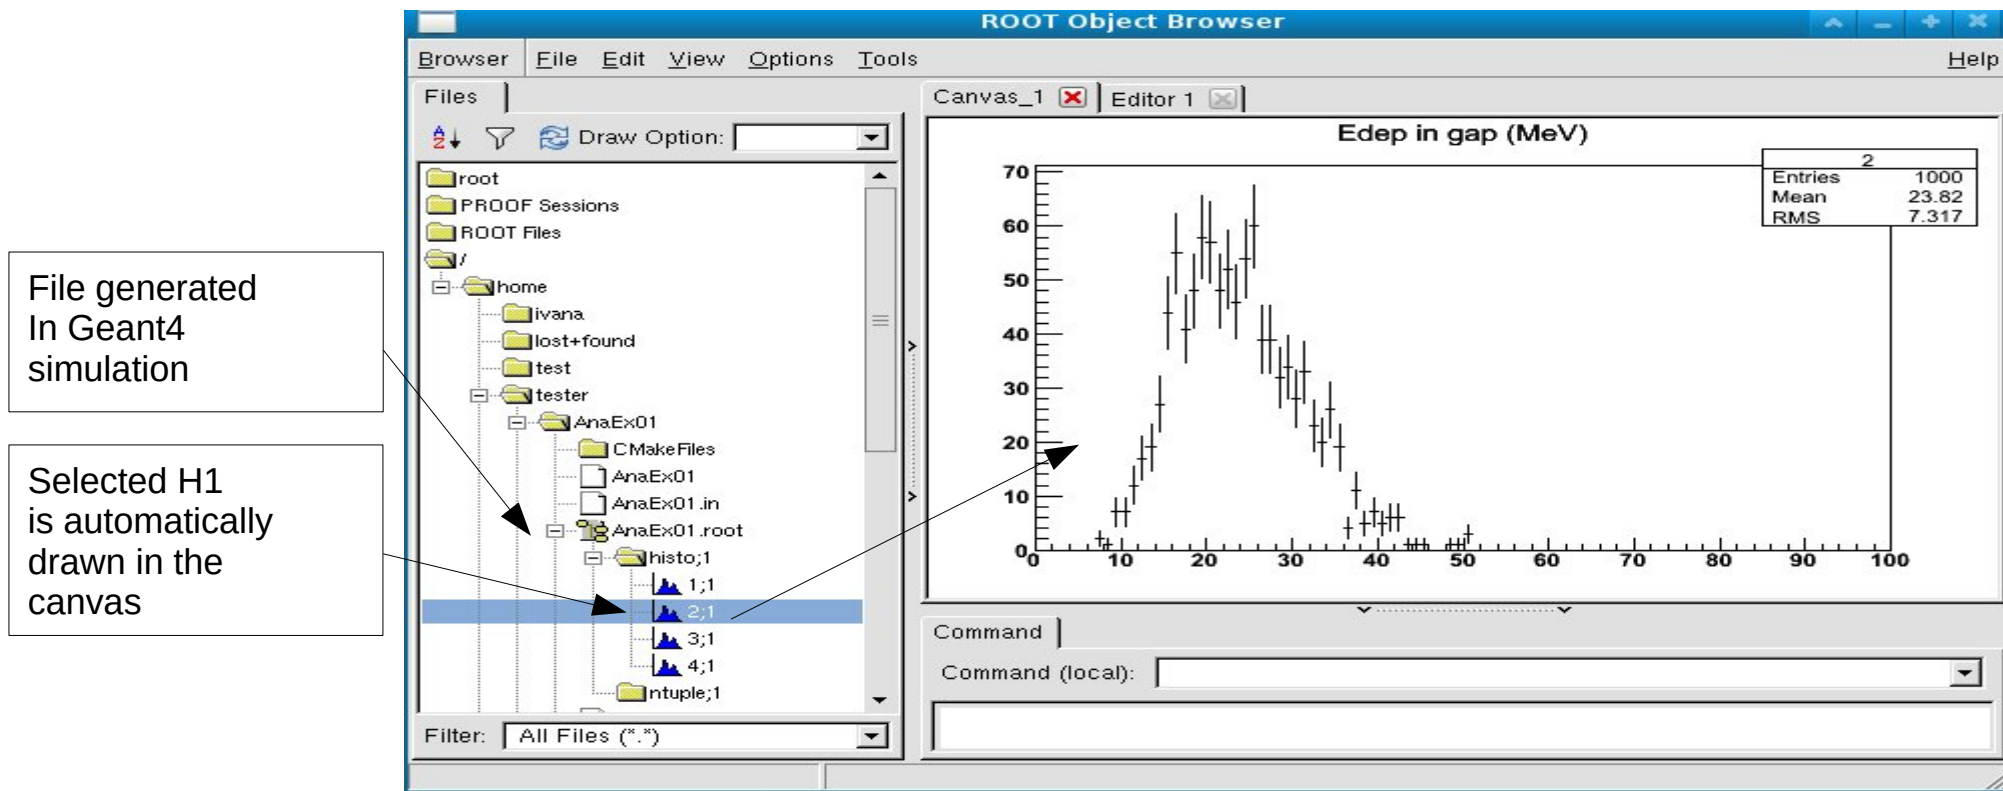 File generated
In Geant4
simulation
Selected H1
is automatically
drawn in the
canvas
ROOT Object Browser
Browser File Edit View Options Tools Help
Files
Draw Option:
root
PROOF Sessions
ROOT Files
/
home
ivana
lost+found
test
tester
AnaEx01
CMakeFiles
AnaEx01
AnaEx01.in
AnaEx01.root
histo;1
1;1
2;1
3;1
4;1
ntuple;1
Filter: All Files (*.*)
Canvas_1 Editor 1
Edep in gap (MeV)
2
Entries 1000
Mean 23.82
RMS 7.317
70
60
50
40
30
20
10
0
0 10 20 30 40 50 60 70 80 90 100
Command
Command (local):